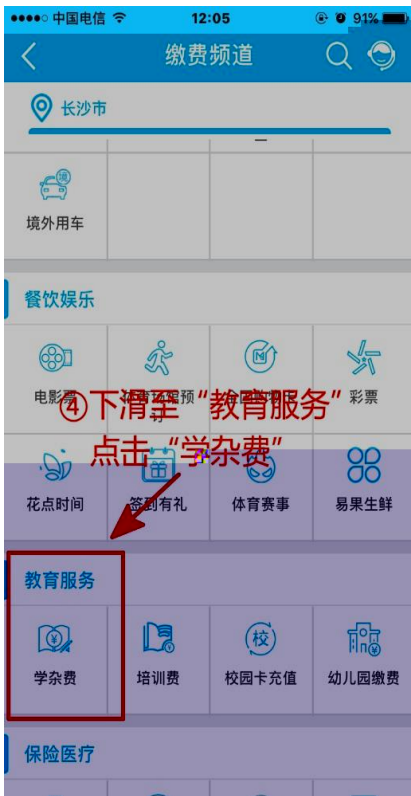 中国电信 12:05 91%
缴费频道
长沙市
境外用车
餐饮娱乐
电影票 彩票
④下滑至“教育服务”
点击“学杂费”
花点时间 签到有礼 体育赛事 易果生鲜
教育服务
学杂费 培训费 校园卡充值 幼儿园缴费
保险医疗